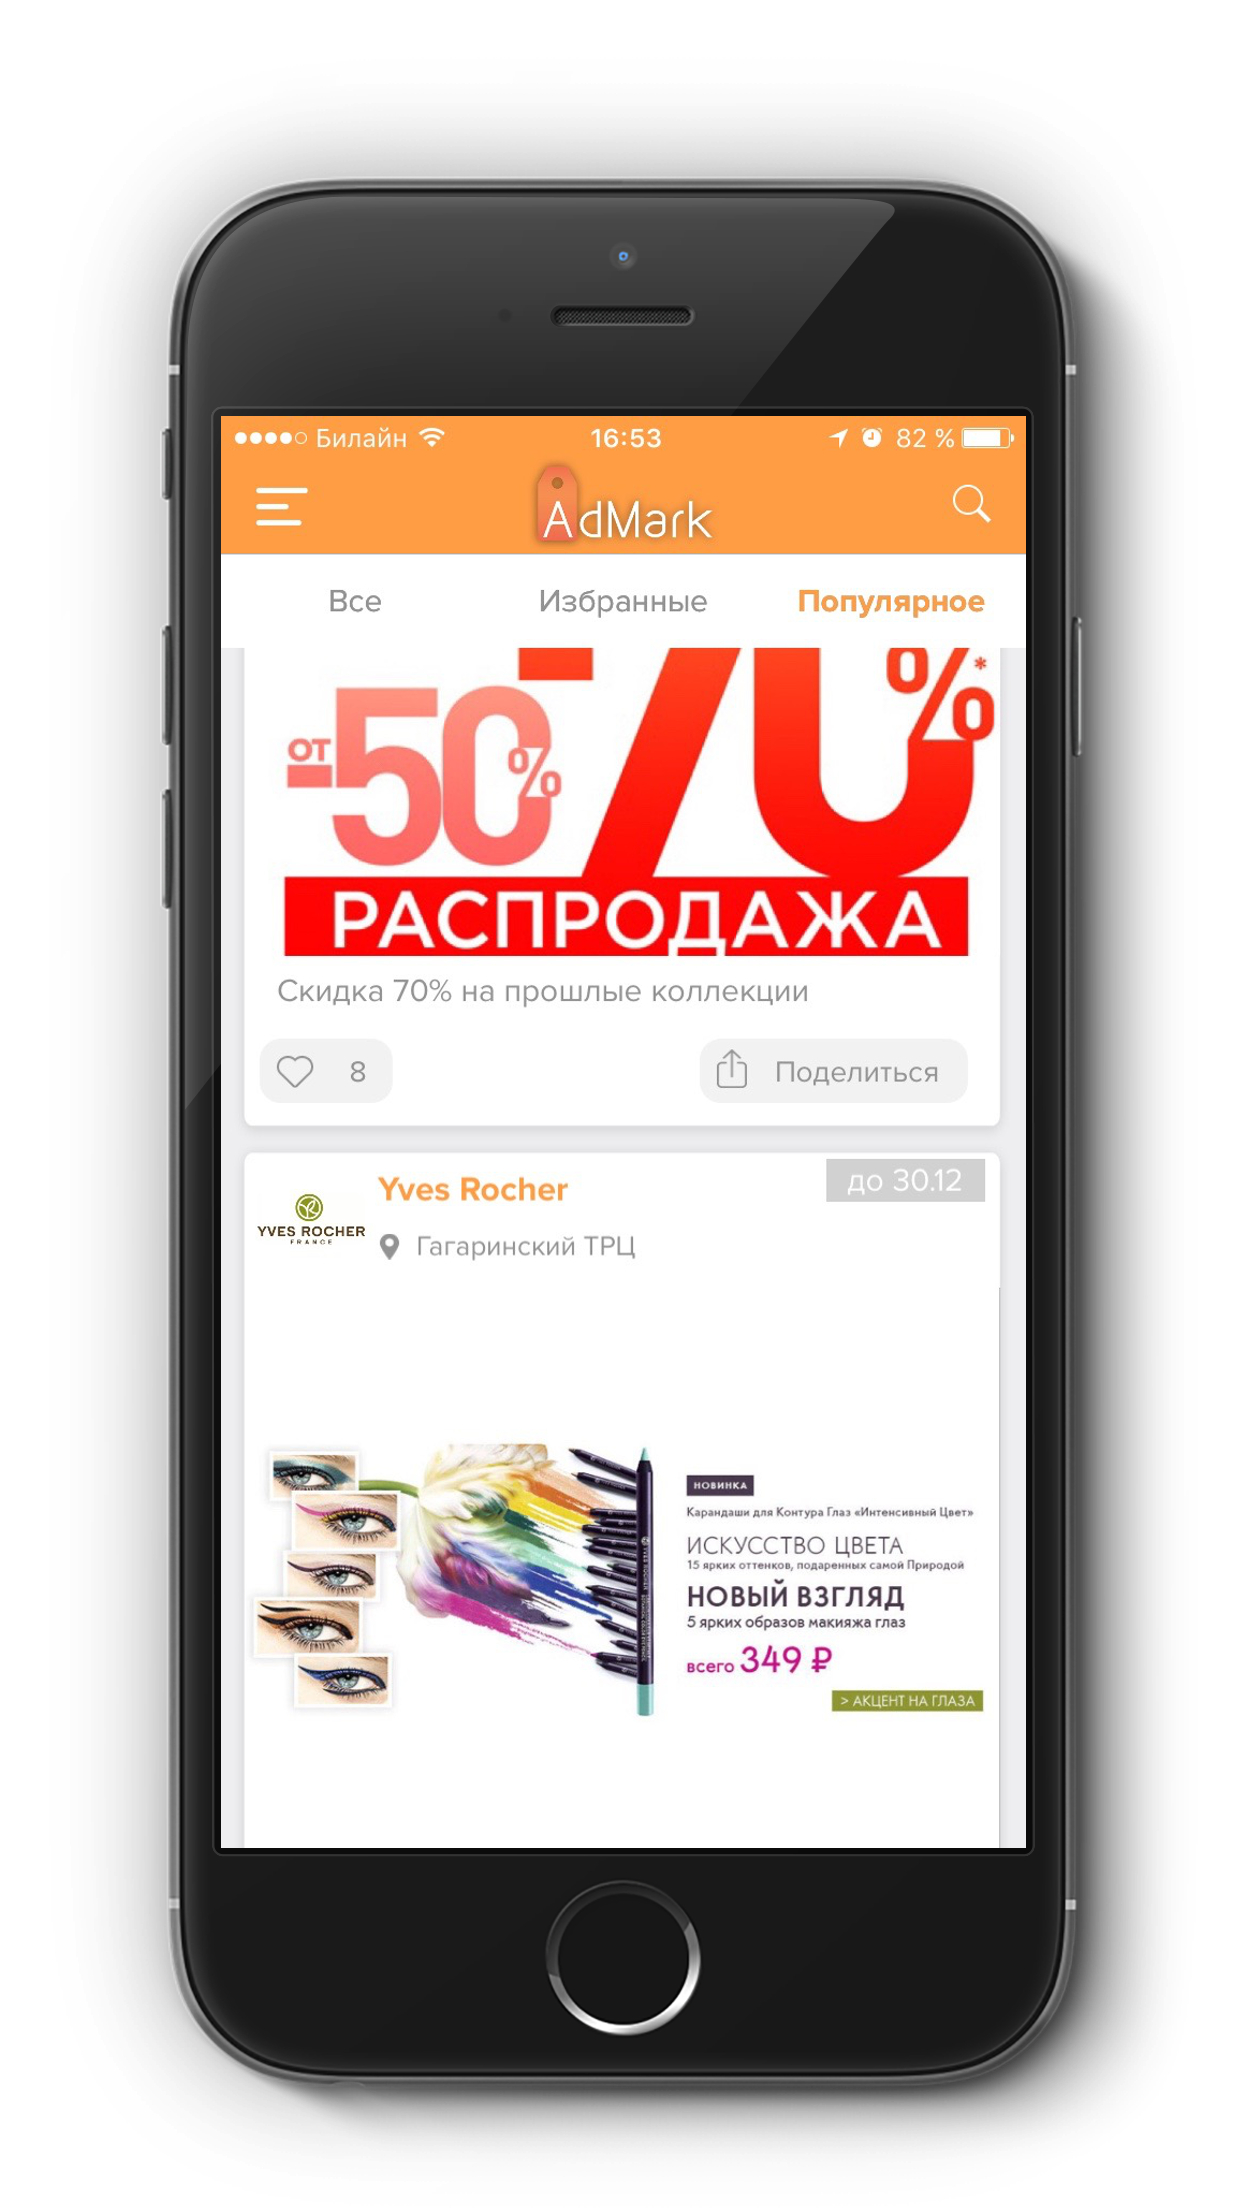 Билайн 16:53 82 %
AdMark
Все Избранные Популярное
от -50% -70%*
РАСПРОДАЖА
Скидка 70% на прошлые коллекции
8 Поделиться
Yves Rocher до 30.12
YVES ROCHER
FRANCE
Гагаринский ТРЦ
НОВИНКА
Карандаши для Контура Глаз «Интенсивный Цвет»
ИСКУССТВО ЦВЕТА
15 ярких оттенков, подаренных самой Природой
НОВЫЙ ВЗГЛЯД
5 ярких образов макияжа глаз
всего 349 ₽
> АКЦЕНТ НА ГЛАЗА